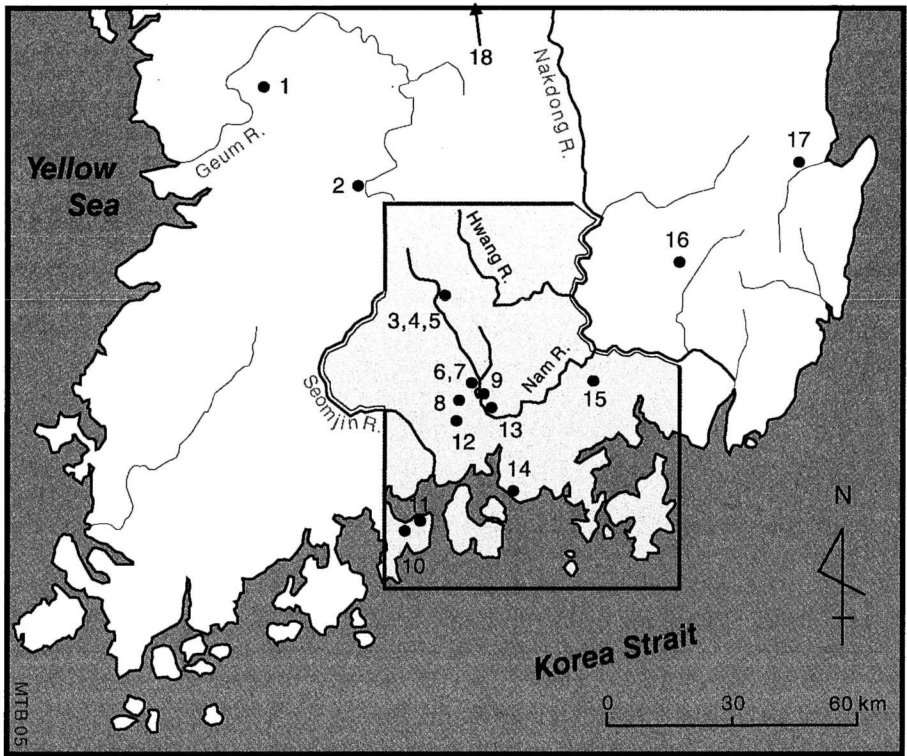 18
1
Geum R.
Nakdong R.
Yellow
Sea
17
2
Hwang R.
16
3,4,5
6,7
9
Nam R.
15
8
Seomjin R.
12
13
14
11
10
N
Korea Strait
0 30 60 km
MTB 05